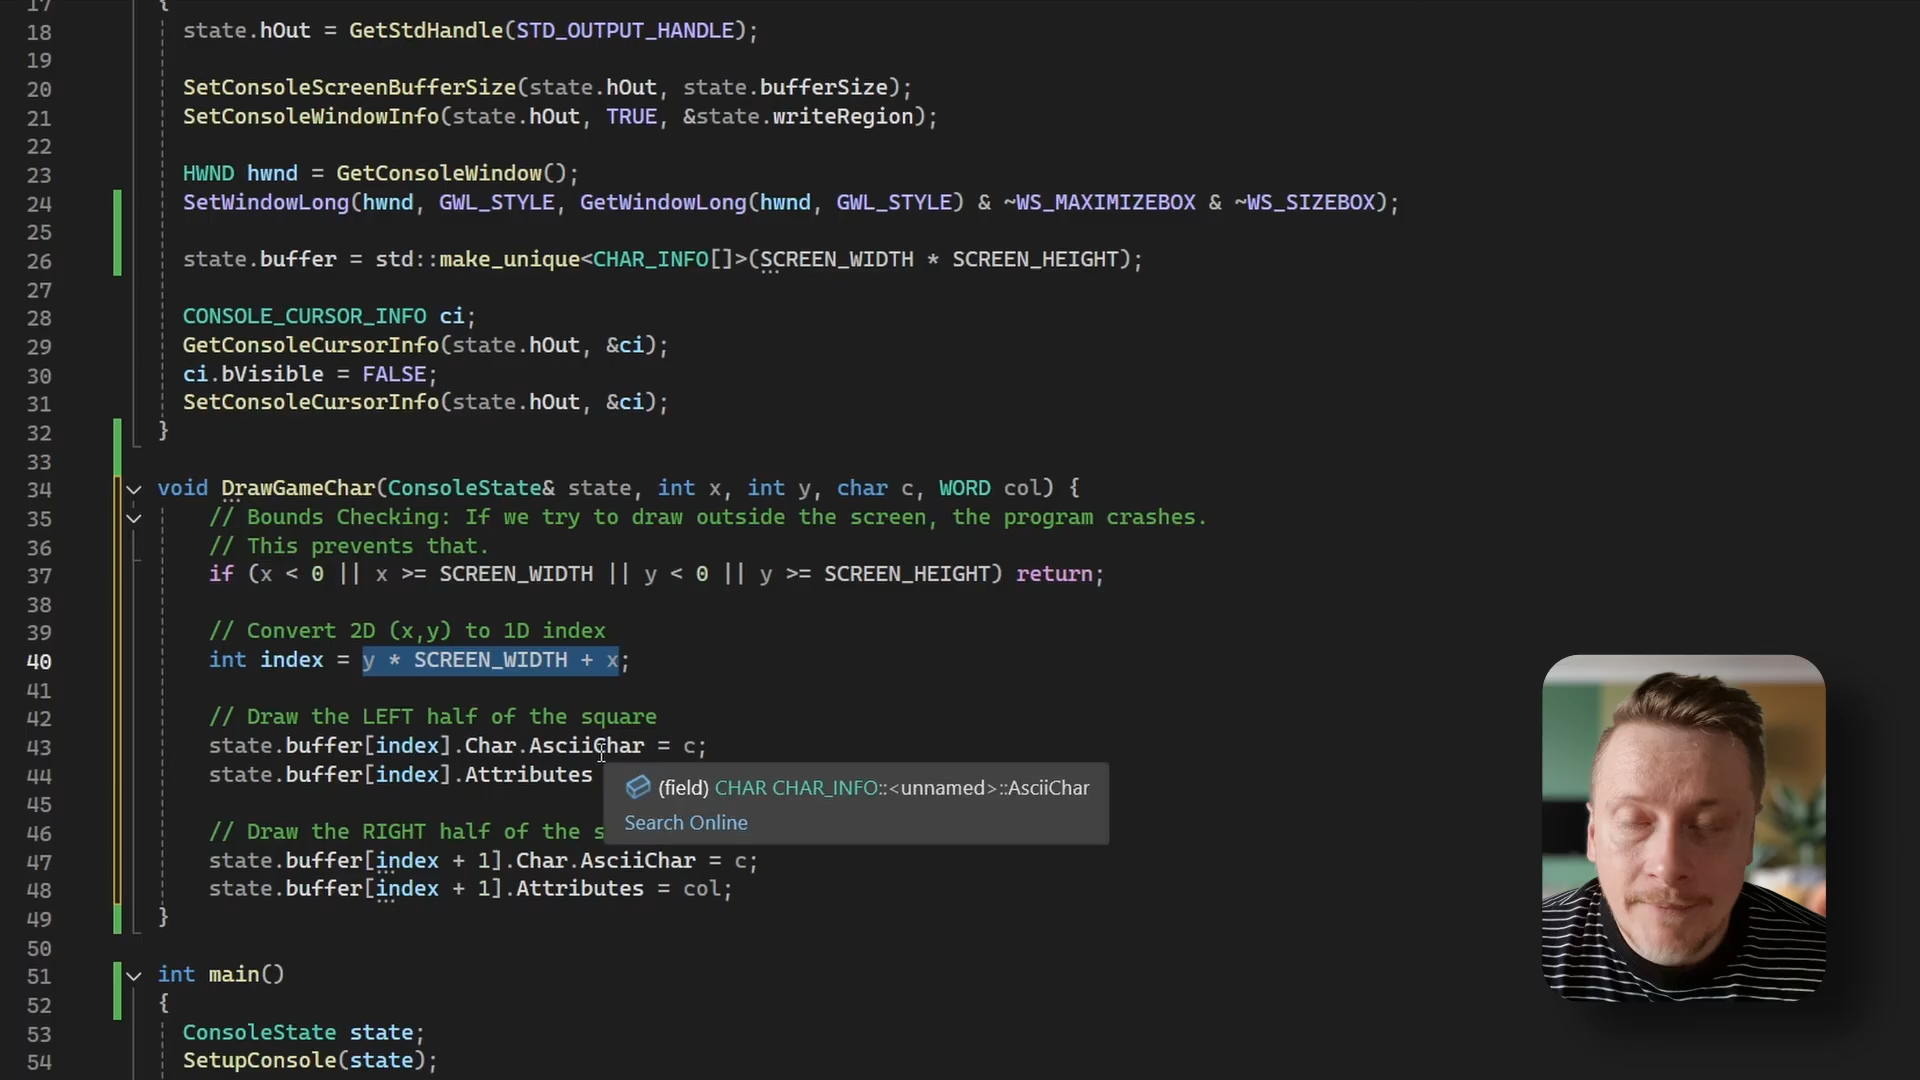 17 {
18 state.hOut = GetStdHandle(STD_OUTPUT_HANDLE);
19
20 SetConsoleScreenBufferSize(state.hOut, state.bufferSize);
21 SetConsoleWindowInfo(state.hOut, TRUE, &state.writeRegion);
22
23 HWND hwnd = GetConsoleWindow();
24 SetWindowLong(hwnd, GWL_STYLE, GetWindowLong(hwnd, GWL_STYLE) & ~WS_MAXIMIZEBOX & ~WS_SIZEBOX);
25
26 state.buffer = std::make_unique<CHAR_INFO[]>(SCREEN_WIDTH * SCREEN_HEIGHT);
27
28 CONSOLE_CURSOR_INFO ci;
29 GetConsoleCursorInfo(state.hOut, &ci);
30 ci.bVisible = FALSE;
31 SetConsoleCursorInfo(state.hOut, &ci);
32 }
33
34 void DrawGameChar(ConsoleState& state, int x, int y, char c, WORD col) {
35 // Bounds Checking: If we try to draw outside the screen, the program crashes.
36 // This prevents that.
37 if (x < 0 || x >= SCREEN_WIDTH || y < 0 || y >= SCREEN_HEIGHT) return;
38
39 // Convert 2D (x,y) to 1D index
40 int index = y * SCREEN_WIDTH + x;
41
42 // Draw the LEFT half of the square
43 state.buffer[index].Char.AsciiChar = c;
44 state.buffer[index].Attributes
(field) CHAR CHAR_INFO::<unnamed>::AsciiChar
45
Search Online
46 // Draw the RIGHT half of the s
47 state.buffer[index + 1].Char.AsciiChar = c;
48 state.buffer[index + 1].Attributes = col;
49 }
50
51 int main()
52 {
53 ConsoleState state;
54 SetupConsole(state);